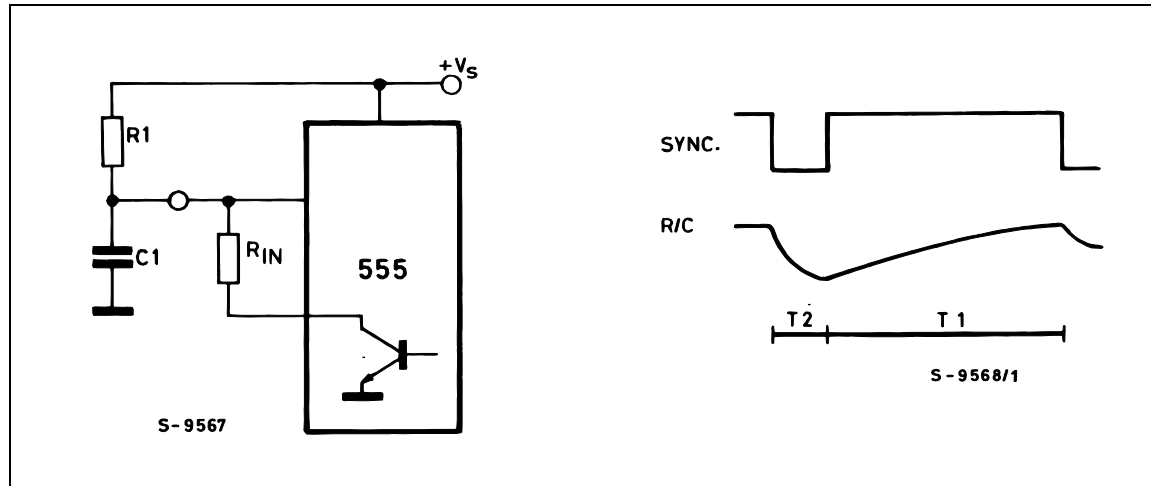 +VS
R1
C1
RIN
555
S-9567
SYNC.
R/C
T2 T1
S-9568/1